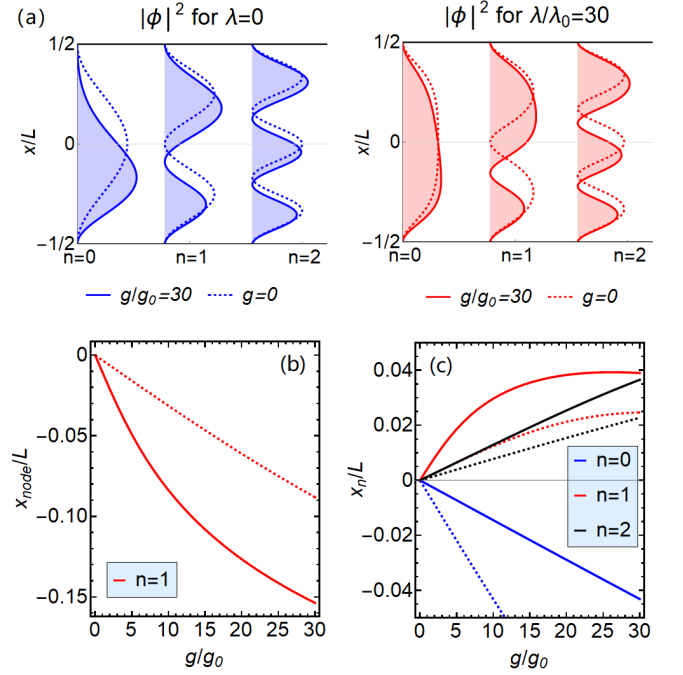 (a)
|ϕ|² for λ=0
|ϕ|² for λ/λ₀=30
1/2
0
−1/2
x/L
n=0
n=1
n=2
g/g₀=30
g=0
1/2
0
−1/2
x/L
n=0
n=1
n=2
g/g₀=30
g=0
(b)
0
−0.05
−0.10
−0.15
x_node/L
n=1
0 5 10 15 20 25 30
g/g₀
(c)
0.04
0.02
0
−0.02
−0.04
xₙ/L
n=0
n=1
n=2
0 5 10 15 20 25 30
g/g₀